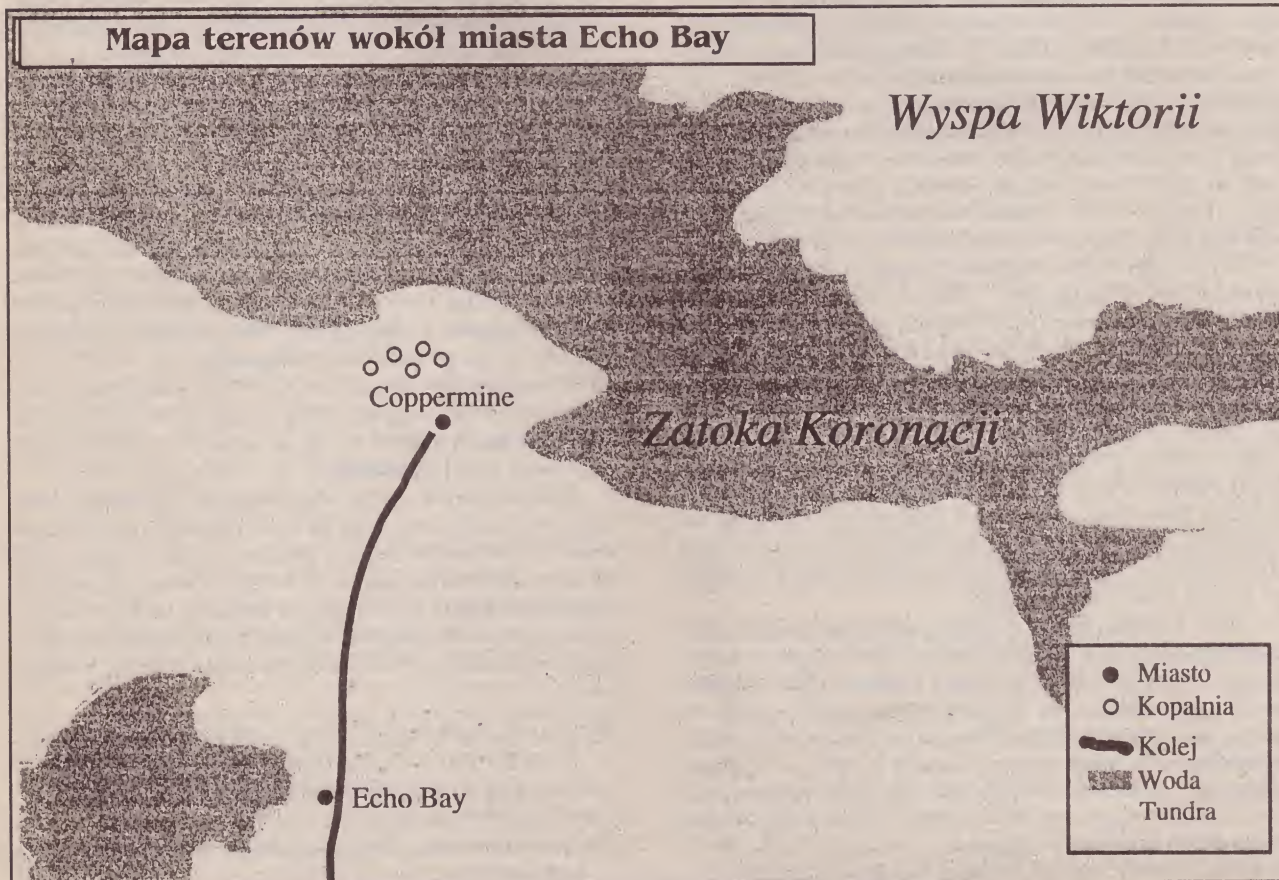 Mapa terenów wokół miasta Echo Bay
Wyspa Wiktorii
Coppermine
Zatoka Koronacji
Echo Bay
Miasto
Kopalnia
Kolej
Woda
Tundra